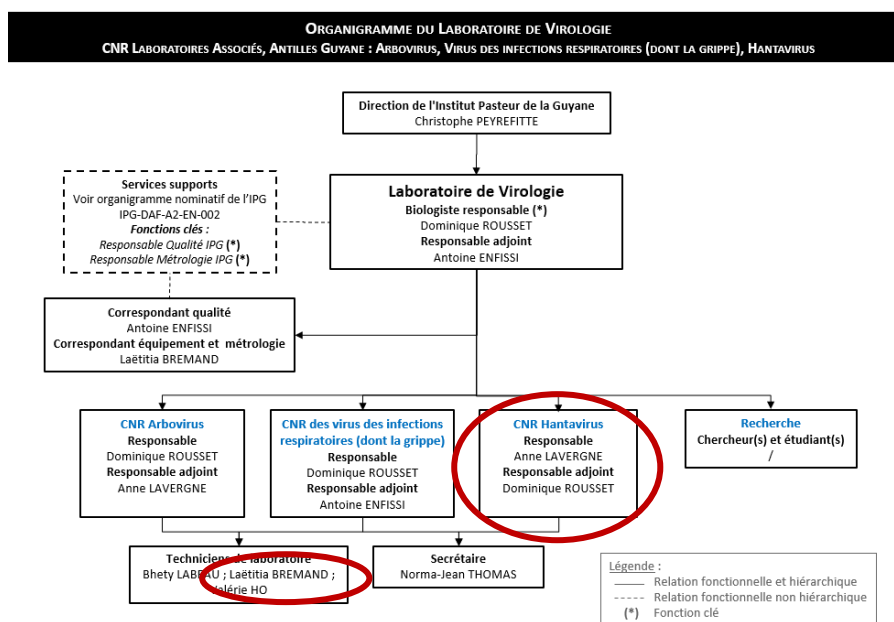 ORGANIGRAMME DU LABORATOIRE DE VIROLOGIE
CNR LABORATOIRES ASSOCIÉS, ANTILLES GUYANE : ARBOVIRUS, VIRUS DES INFECTIONS RESPIRATOIRES (DONT LA GRIPPE), HANTAVIRUS
Direction de l'Institut Pasteur de la Guyane
Christophe PEYREFITTE
Services supports
Voir organigramme nominatif de l'IPG
IPG-DAF-A2-EN-002
Fonctions clés :
Responsable Qualité IPG (*)
Responsable Métrologie IPG (*)
Laboratoire de Virologie
Biologiste responsable (*)
Dominique ROUSSET
Responsable adjoint
Antoine ENFISSI
Correspondant qualité
Antoine ENFISSI
Correspondant équipement et métrologie
Laëtitia BREMAND
CNR Arbovirus
Responsable
Dominique ROUSSET
Responsable adjoint
Anne LAVERGNE
CNR des virus des infections
respiratoires (dont la grippe)
Responsable
Dominique ROUSSET
Responsable adjoint
Antoine ENFISSI
CNR Hantavirus
Responsable
Anne LAVERGNE
Responsable adjoint
Dominique ROUSSET
Recherche
Chercheur(s) et étudiant(s)
/
Techniciens de laboratoire
Bhety LABEAU ; Laëtitia BREMAND ;
Valérie HO
Secrétaire
Norma-Jean THOMAS
Légende :
Relation fonctionnelle et hiérarchique
Relation fonctionnelle non hiérarchique
(*) Fonction clé